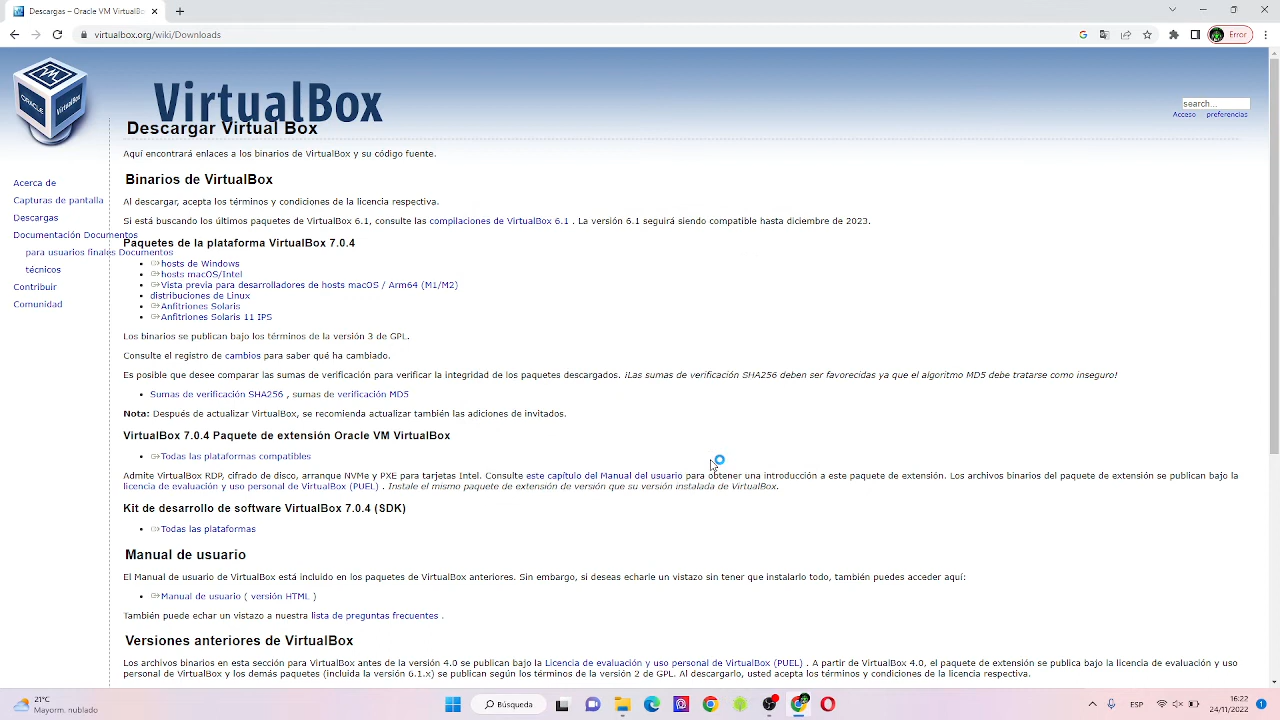 Descargas – Oracle VM VirtualBo
virtualbox.org/wiki/Downloads
Error
ORACLE
VM
VirtualBox
VirtualBox
search...
Acceso preferencias
Descargar Virtual Box
Aquí encontrará enlaces a los binarios de VirtualBox y su código fuente.
Binarios de VirtualBox
Al descargar, acepta los términos y condiciones de la licencia respectiva.
Si está buscando los últimos paquetes de VirtualBox 6.1, consulte las compilaciones de VirtualBox 6.1 . La versión 6.1 seguirá siendo compatible hasta diciembre de 2023.
Acerca de
Capturas de pantalla
Descargas
Documentación Documentos
para usuarios finales Documentos
técnicos
Contribuir
Comunidad
Paquetes de la plataforma VirtualBox 7.0.4
hosts de Windows
hosts macOS/Intel
Vista previa para desarrolladores de hosts macOS / Arm64 (M1/M2)
distribuciones de Linux
Anfitriones Solaris
Anfitriones Solaris 11 IPS
Los binarios se publican bajo los términos de la versión 3 de GPL.
Consulte el registro de cambios para saber qué ha cambiado.
Es posible que desee comparar las sumas de verificación para verificar la integridad de los paquetes descargados. ¡Las sumas de verificación SHA256 deben ser favorecidas ya que el algoritmo MD5 debe tratarse como inseguro!
Sumas de verificación SHA256 , sumas de verificación MD5
Nota: Después de actualizar VirtualBox, se recomienda actualizar también las adiciones de invitados.
VirtualBox 7.0.4 Paquete de extensión Oracle VM VirtualBox
Todas las plataformas compatibles
Admite VirtualBox RDP, cifrado de disco, arranque NVMe y PXE para tarjetas Intel. Consulte este capítulo del Manual del usuario para obtener una introducción a este paquete de extensión. Los archivos binarios del paquete de extensión se publican bajo la
licencia de evaluación y uso personal de VirtualBox (PUEL) . Instale el mismo paquete de extensión de versión que su versión instalada de VirtualBox.
Kit de desarrollo de software VirtualBox 7.0.4 (SDK)
Todas las plataformas
Manual de usuario
El Manual de usuario de VirtualBox está incluido en los paquetes de VirtualBox anteriores. Sin embargo, si deseas echarle un vistazo sin tener que instalarlo todo, también puedes acceder aquí:
Manual de usuario ( versión HTML )
También puede echar un vistazo a nuestra lista de preguntas frecuentes .
Versiones anteriores de VirtualBox
Los archivos binarios en esta sección para VirtualBox antes de la versión 4.0 se publican bajo la Licencia de evaluación y uso personal de VirtualBox (PUEL) . A partir de VirtualBox 4.0, el paquete de extensión se publica bajo la licencia de evaluación y uso
personal de VirtualBox y los demás paquetes (incluida la versión 6.1.x) se publican según los términos de la versión 2 de GPL. Al descargarlo, usted acepta los términos y condiciones de la licencia respectiva.
21°C
Mayorm. nublado
Búsqueda
ESP
16:22
24/11/2022
1